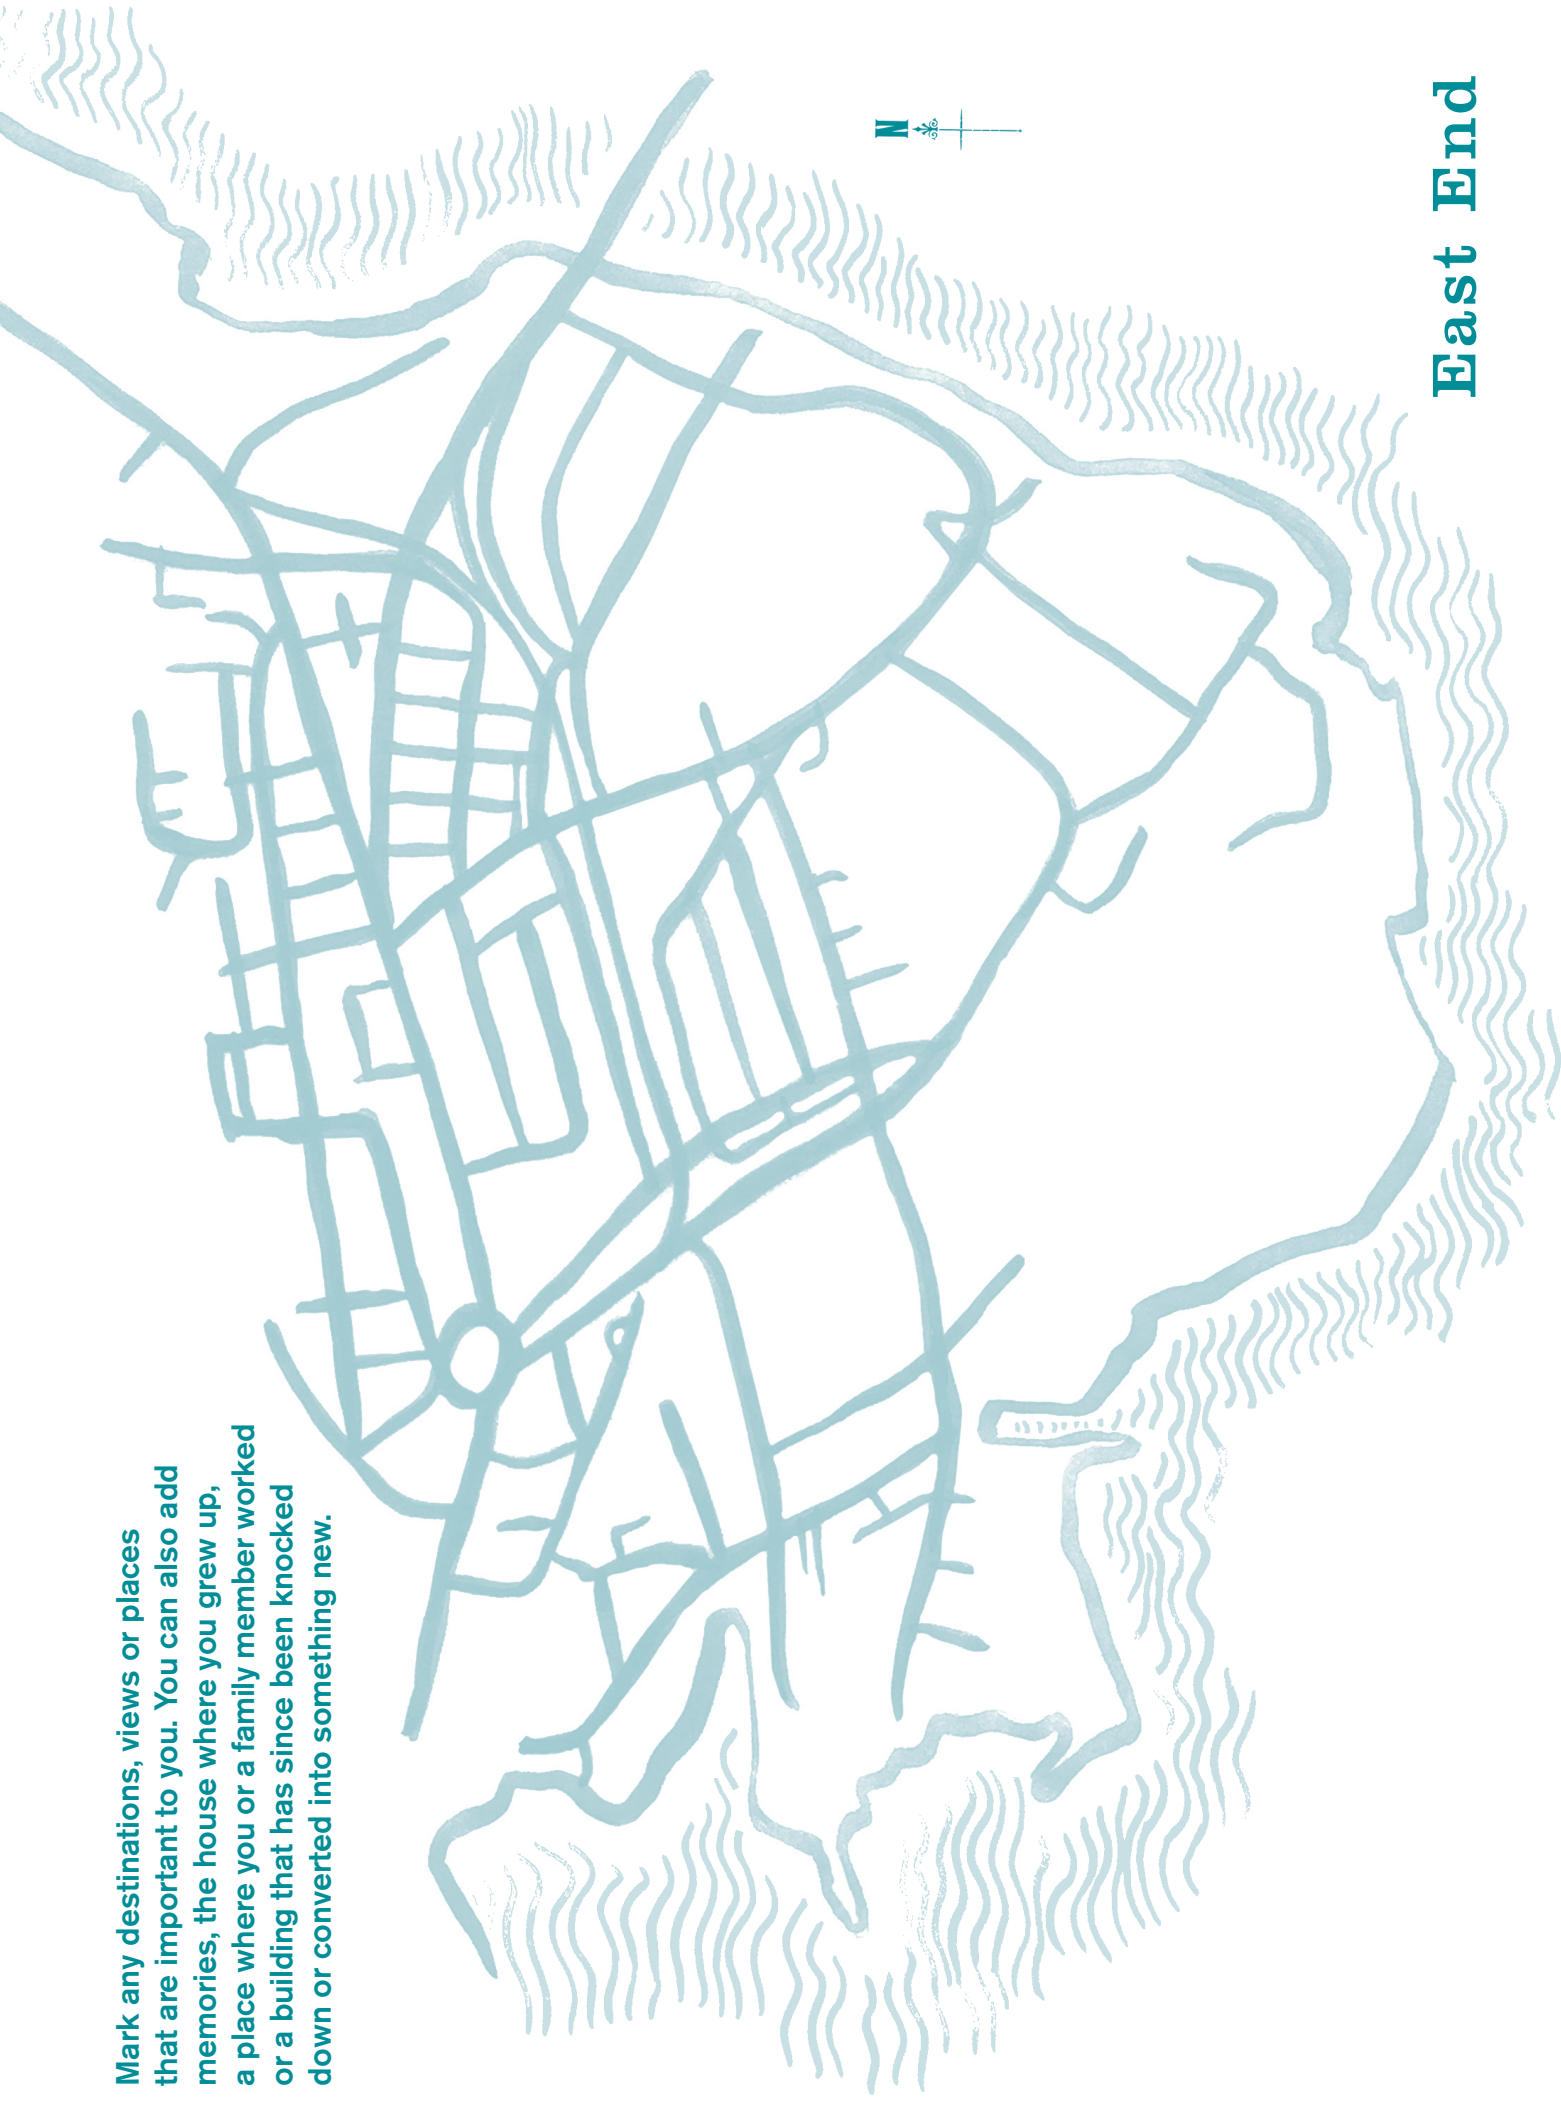 Mark any destinations, views or places
that are important to you. You can also add
memories, the house where you grew up,
a place where you or a family member worked
or a building that has since been knocked
down or converted into something new.
N
East End